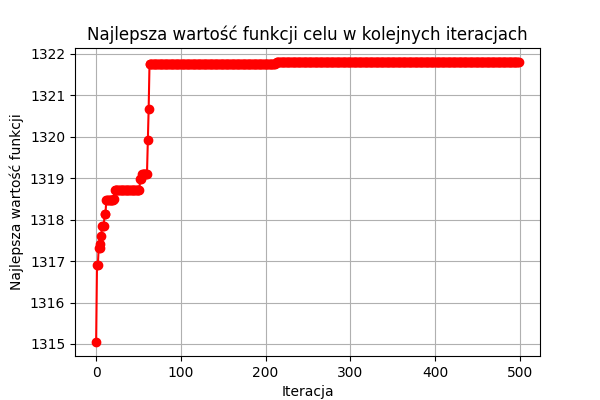 Najlepsza wartość funkcji celu w kolejnych iteracjach
1322
1321
1320
1319
1318
1317
1316
1315
Najlepsza wartość funkcji
0 100 200 300 400 500
Iteracja